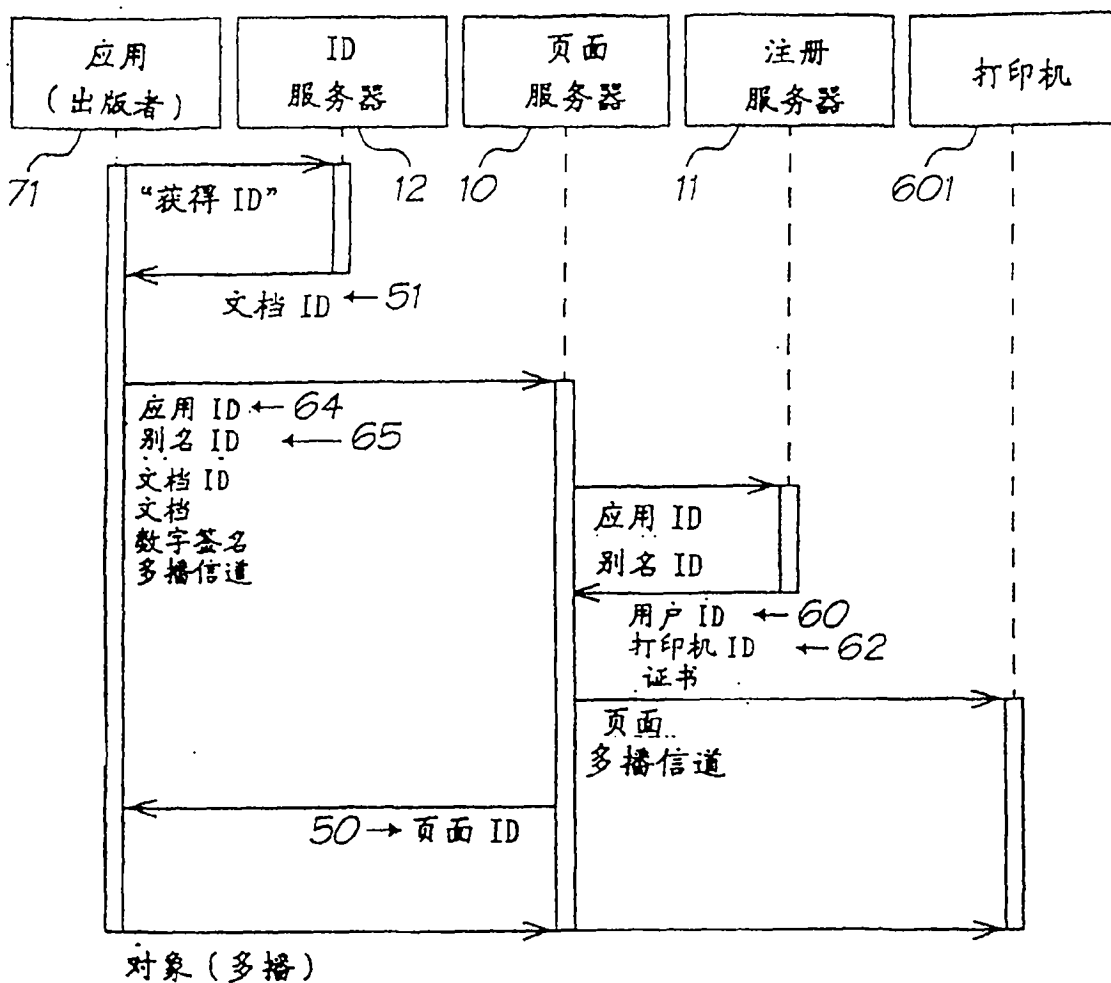 应用
(出版者)
ID
服务器
页面
服务器
注册
服务器
打印机
71
12
10
11
601
“获得 ID”
文档 ID ← 51
应用 ID ← 64
别名 ID ← 65
文档 ID
文档
数字签名
多播信道
应用 ID
别名 ID
用户 ID ← 60
打印机 ID ← 62
证书
页面
多播信道
50 → 页面 ID
对象(多播)